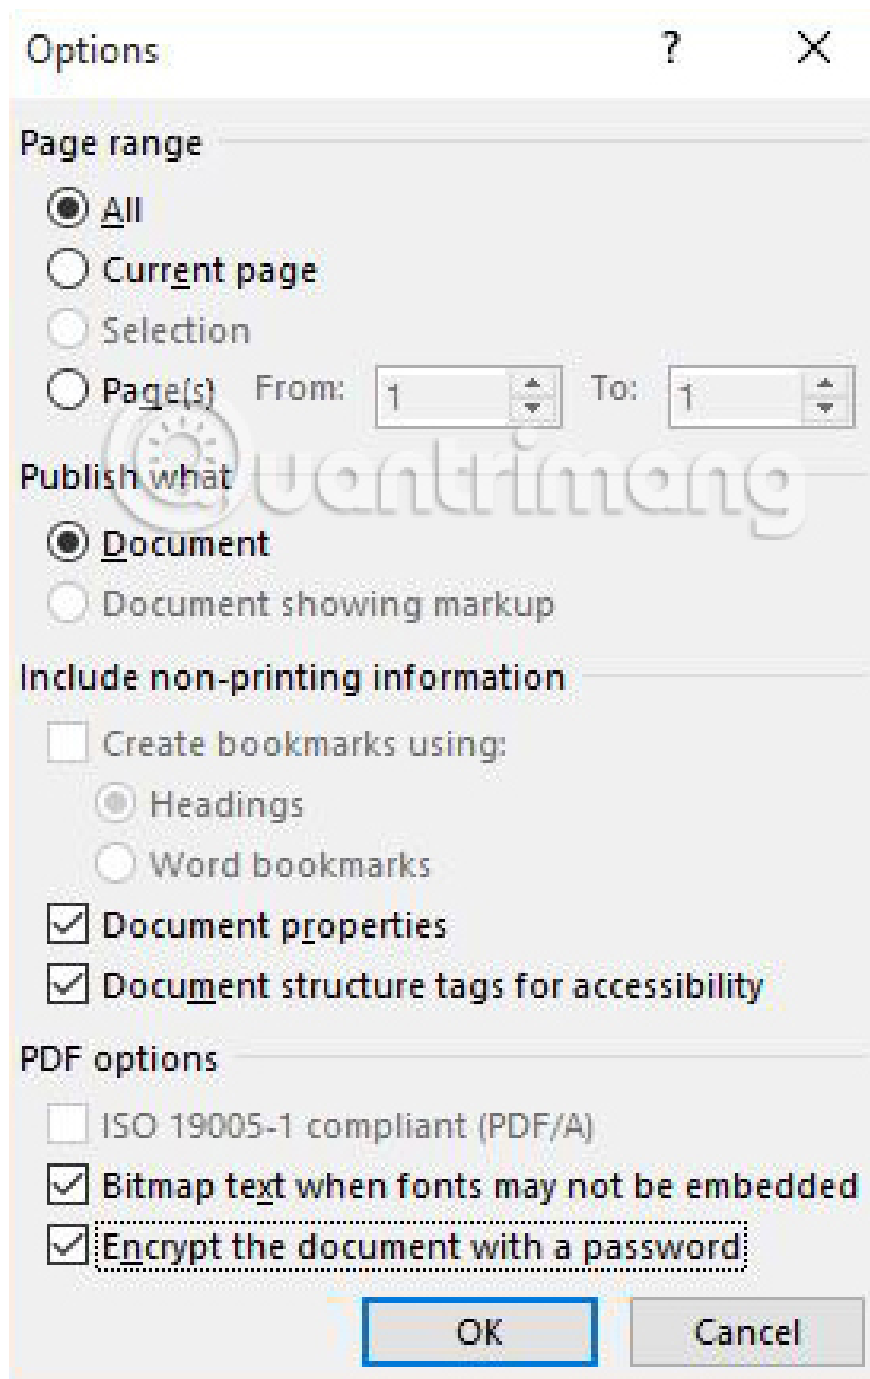 Options ?
Page range
All
Current page
Selection
Page(s) From: 1 To: 1
Quantrimang
Publish what
Document
Document showing markup
Include non-printing information
Create bookmarks using:
Headings
Word bookmarks
Document properties
Document structure tags for accessibility
PDF options
ISO 19005-1 compliant (PDF/A)
Bitmap text when fonts may not be embedded
Encrypt the document with a password
OK Cancel